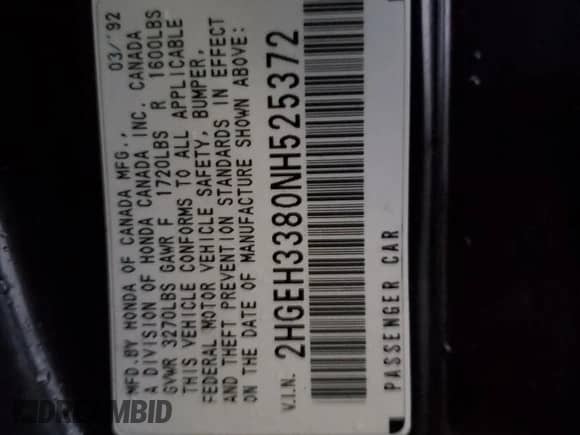 MFD.BY HONDA OF CANADA MFG., 03/'92
A DIVISION OF HONDA CANADA INC. CANADA
GVWR 3270LBS GAWR F 1720LBS R 1600LBS
THIS VEHICLE CONFORMS TO ALL APPLICABLE
FEDERAL MOTOR VEHICLE SAFETY, BUMPER,
AND THEFT PREVENTION STANDARDS IN EFFECT
ON THE DATE OF MANUFACTURE SHOWN ABOVE:
V.I.N. 2HGEH3380NH525372
PASSENGER CAR
DREAMBID